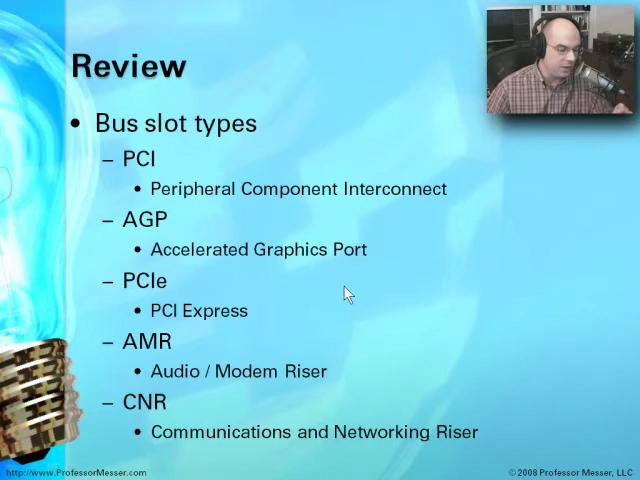 Review
• Bus slot types
– PCI
• Peripheral Component Interconnect
– AGP
• Accelerated Graphics Port
– PCIe
• PCI Express
– AMR
• Audio / Modem Riser
– CNR
• Communications and Networking Riser
http://www.ProfessorMesser.com
© 2008 Professor Messer, LLC